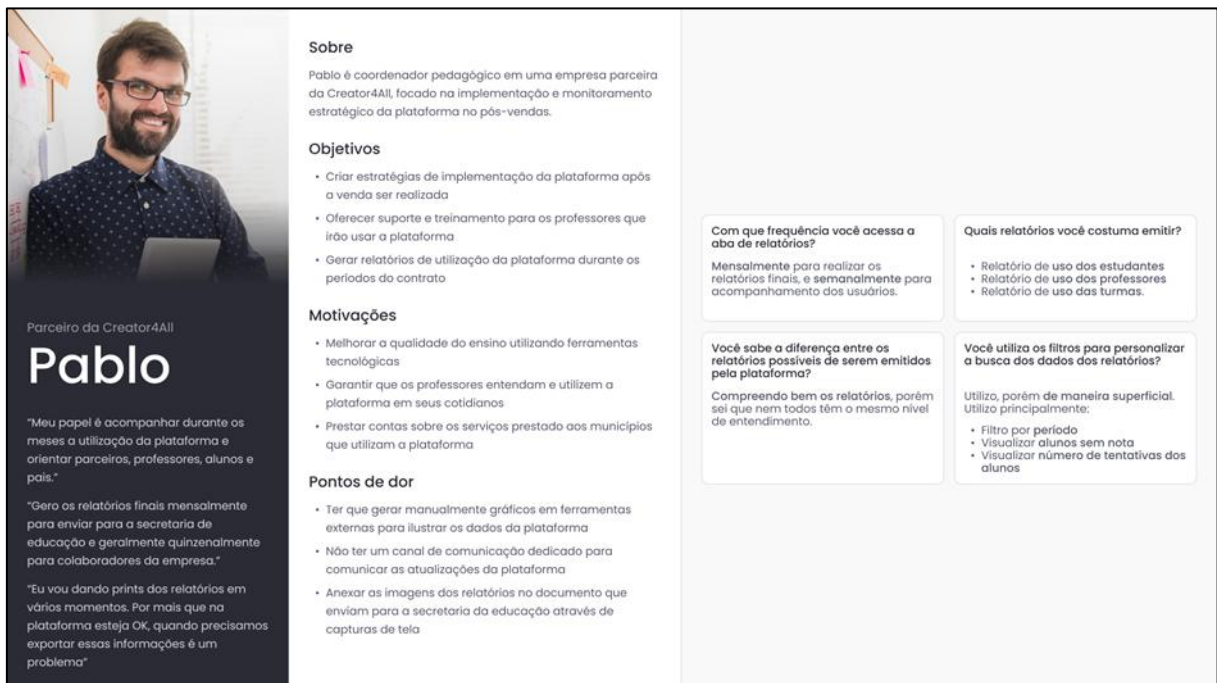 Parceiro da Creator4All
Pablo
"Meu papel é acompanhar durante os
meses a utilização da plataforma e
orientar parceiros, professores, alunos e
pais."
"Gero os relatórios finais mensalmente
para enviar para a secretaria de
educação e geralmente quinzenalmente
para colaboradores da empresa."
"Eu vou dando prints dos relatórios em
vários momentos. Por mais que na
plataforma esteja OK, quando precisamos
exportar essas informações é um
problema"
Sobre
Pablo é coordenador pedagógico em uma empresa parceira
da Creator4All, focado na implementação e monitoramento
estratégico da plataforma no pós-vendas.
Objetivos
• Criar estratégias de implementação da plataforma após
a venda ser realizada
• Oferecer suporte e treinamento para os professores que
irão usar a plataforma
• Gerar relatórios de utilização da plataforma durante os
períodos do contrato
Motivações
• Melhorar a qualidade do ensino utilizando ferramentas
tecnológicas
• Garantir que os professores entendam e utilizem a
plataforma em seus cotidianos
• Prestar contas sobre os serviços prestado aos municípios
que utilizam a plataforma
Pontos de dor
• Ter que gerar manualmente gráficos em ferramentas
externas para ilustrar os dados da plataforma
• Não ter um canal de comunicação dedicado para
comunicar as atualizações da plataforma
• Anexar as imagens dos relatórios no documento que
enviam para a secretaria da educação através de
capturas de tela
Com que frequência você acessa a
aba de relatórios?
Mensalmente para realizar os
relatórios finais, e semanalmente para
acompanhamento dos usuários.
Quais relatórios você costuma emitir?
• Relatório de uso dos estudantes
• Relatório de uso dos professores
• Relatório de uso das turmas.
Você sabe a diferença entre os
relatórios possíveis de serem emitidos
pela plataforma?
Compreendo bem os relatórios, porém
sei que nem todos têm o mesmo nível
de entendimento.
Você utiliza os filtros para personalizar
a busca dos dados dos relatórios?
Utilizo, porém de maneira superficial.
Utilizo principalmente:
• Filtro por período
• Visualizar alunos sem nota
• Visualizar número de tentativas dos
alunos